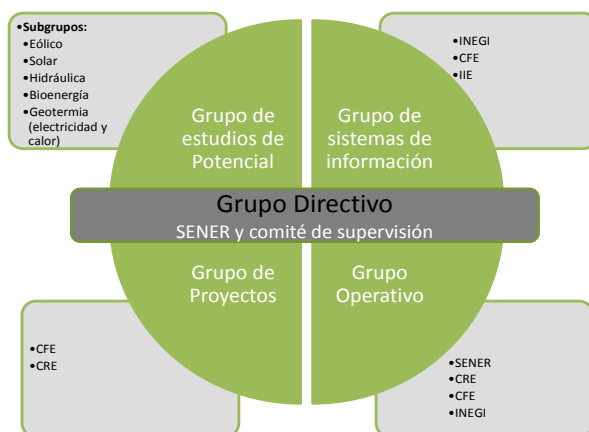 •Subgrupos:
•Eólico
•Solar
•Hidráulica
•Bioenergía
•Geotermia
(electricidad y
calor)
•INEGI
•CFE
•IIE
Grupo de
estudios de
Potencial
Grupo de
sistemas de
información
Grupo Directivo
SENER y comité de supervisión
Grupo de
Proyectos
Grupo
Operativo
•CFE
•CRE
•SENER
•CRE
•CFE
•INEGI